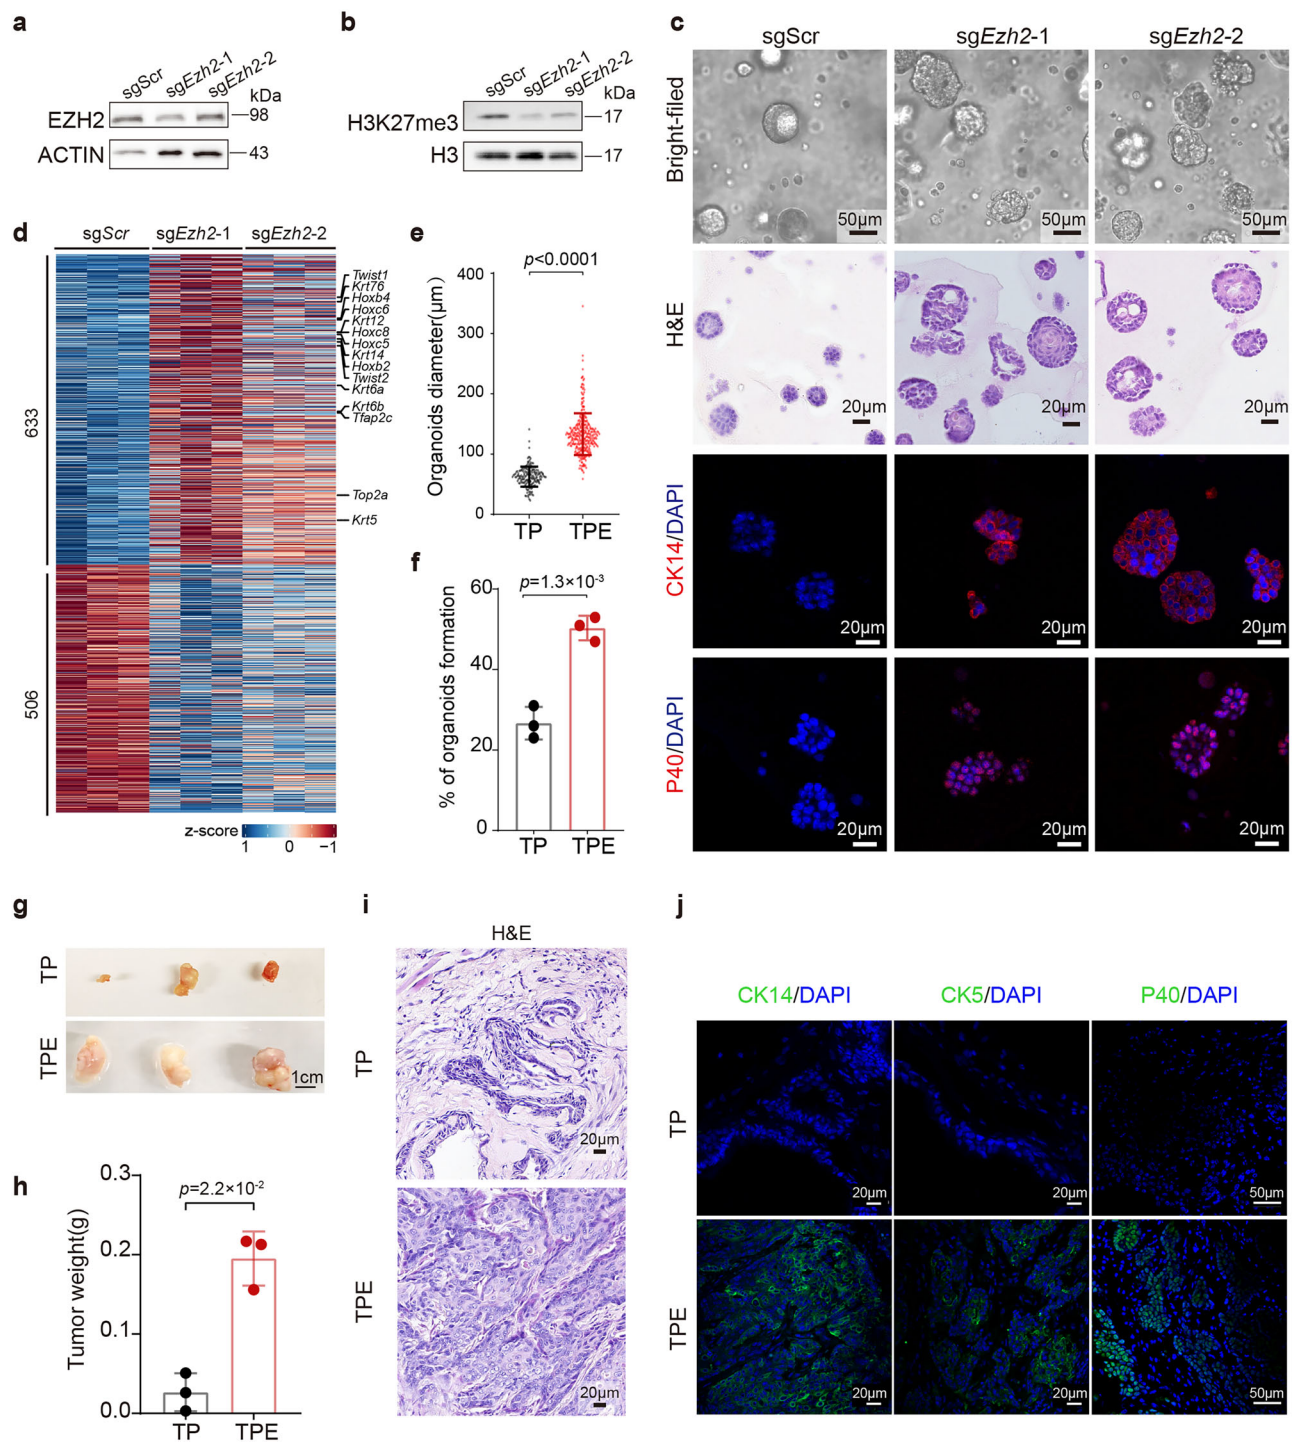 a
sgScr sgEzh2-1 sgEzh2-2
kDa
EZH2
98
ACTIN
43
b
sgScr sgEzh2-1 sgEzh2-2
kDa
H3K27me3
17
H3
17
c
sgScr sgEzh2-1 sgEzh2-2
Bright-filed
50μm 50μm 50μm
H&E
20μm 20μm 20μm
CK14/DAPI
20μm 20μm 20μm
P40/DAPI
20μm 20μm 20μm
d
sgScr sgEzh2-1 sgEzh2-2
633
506
Twist1
Krt76
Hoxb4
Hoxc6
Krt12
Hoxc8
Hoxc5
Krt14
Hoxb2
Twist2
Krt6a
Krt6b
Tfap2c
Top2a
Krt5
z-score
1 0 −1
e
p<0.0001
Organoids diameter(μm)
400
300
200
100
0
TP TPE
f
p=1.3×10-3
% of organoids formation
60
40
20
0
TP TPE
g
TP
TPE
1cm
h
p=2.2×10-2
Tumor weight(g)
0.3
0.2
0.1
0.0
TP TPE
i
H&E
TP
20μm
TPE
20μm
j
CK14/DAPI CK5/DAPI P40/DAPI
TP
20μm 20μm 50μm
TPE
20μm 20μm 50μm